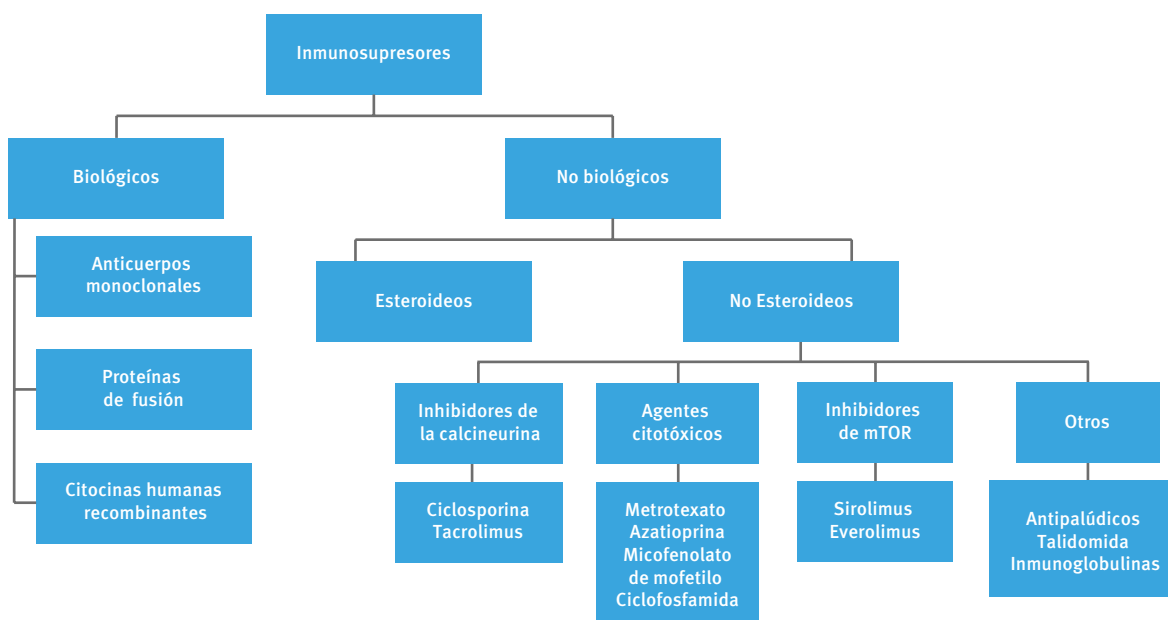 Inmunosupresores
Biológicos
No biológicos
Anticuerpos
monoclonales
Proteínas
de fusión
Citocinas humanas
recombinantes
Esteroideos
No Esteroideos
Inhibidores de
la calcineurina
Agentes
citotóxicos
Inhibidores
de mTOR
Otros
Ciclosporina
Tacrolimus
Metrotexato
Azatioprina
Micofenolato
de mofetilo
Ciclofosfamida
Sirolimus
Everolimus
Antipalúdicos
Talidomida
Inmunoglobulinas